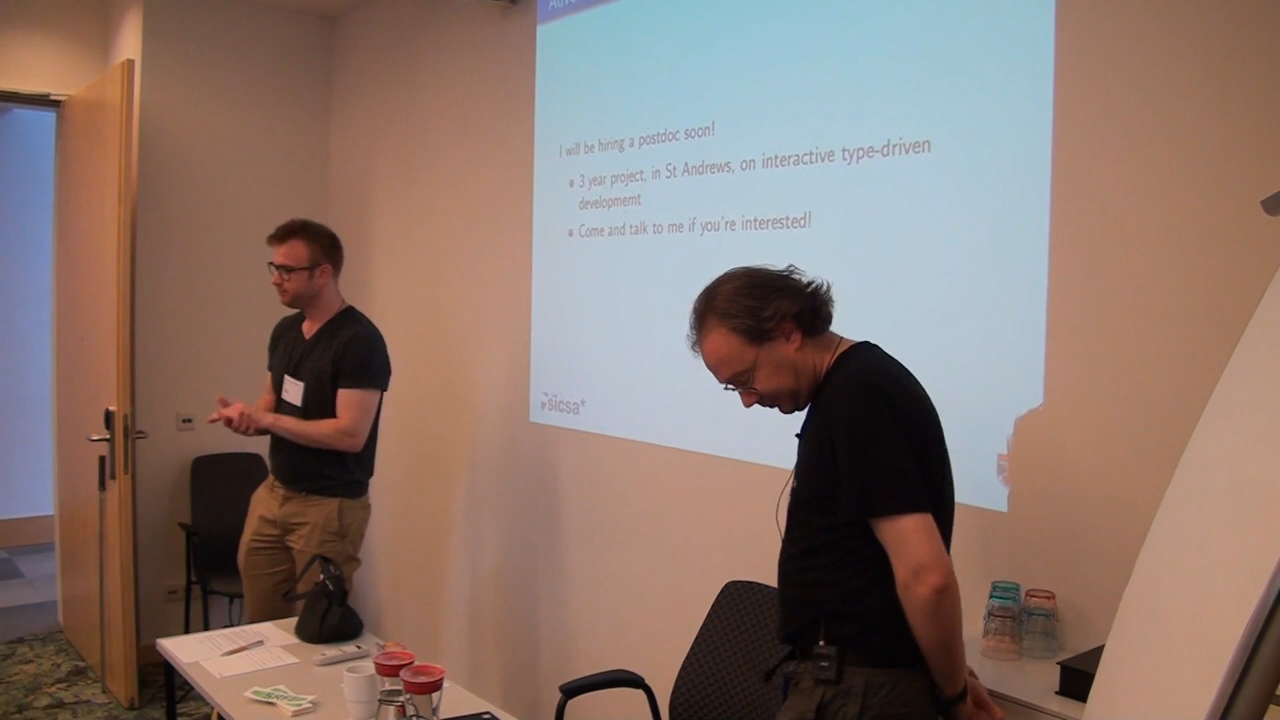 I will be hiring a postdoc soon!
3 year project, in St Andrews, on interactive type-driven
developmemt
Come and talk to me if you're interested!
sicsa*